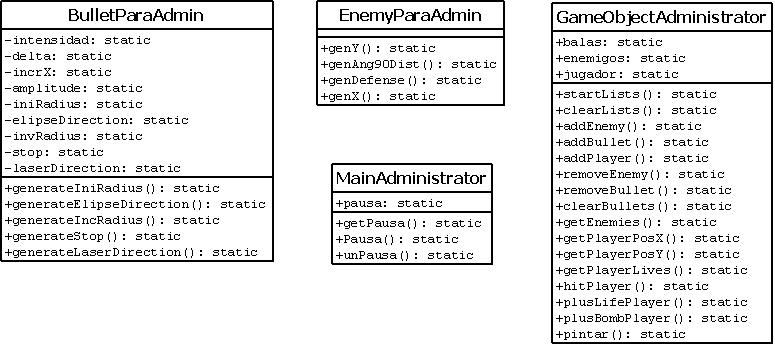 BulletParaAdmin
-intensidad: static
-delta: static
-incrX: static
-amplitude: static
-iniRadius: static
-elipseDirection: static
-invRadius: static
-stop: static
-laserDirection: static
+generateIniRadius(): static
+generateElipseDirection(): static
+generateIncRadius(): static
+generateStop(): static
+generateLaserDirection(): static
EnemyParaAdmin
+genY(): static
+genAng90Dist(): static
+genDefense(): static
+genX(): static
MainAdministrator
+pausa: static
+getPausa(): static
+Pausa(): static
+unPausa(): static
GameObjectAdministrator
+balas: static
+enemigos: static
+jugador: static
+startLists(): static
+clearLists(): static
+addEnemy(): static
+addBullet(): static
+addPlayer(): static
+removeEnemy(): static
+removeBullet(): static
+clearBullets(): static
+getEnemies(): static
+getPlayerPosX(): static
+getPlayerPosY(): static
+getPlayerLives(): static
+hitPlayer(): static
+plusLifePlayer(): static
+plusBombPlayer(): static
+pintar(): static